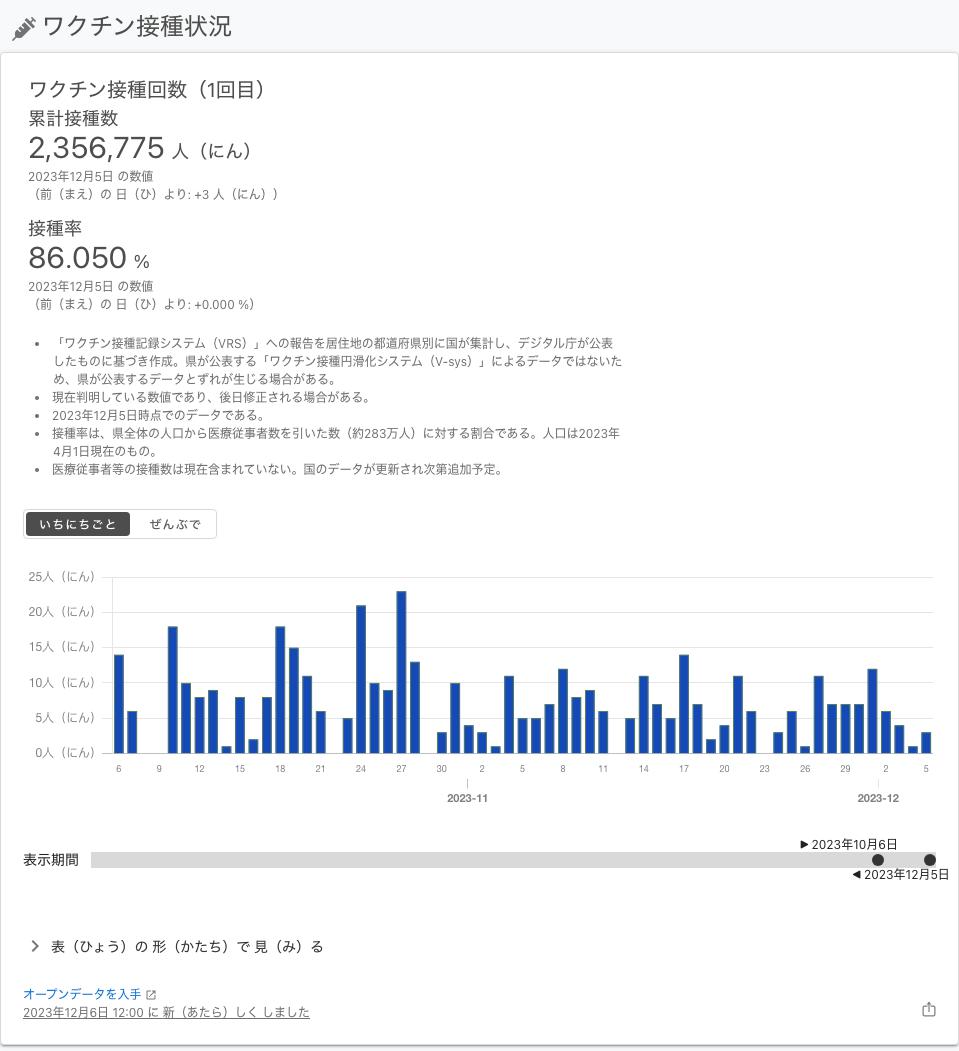 ワクチン接種状況
ワクチン接種回数（1回目）
累計接種数
2,356,775 人（にん）
2023年12月5日 の数値
（前（まえ）の 日（ひ）より: +3 人（にん））
接種率
86.050 %
2023年12月5日 の数値
（前（まえ）の 日（ひ）より: +0.000 %）
• 「ワクチン接種記録システム（VRS）」への報告を居住地の都道府県別に国が集計し、デジタル庁が公表
したものに基づき作成。県が公表する「ワクチン接種円滑化システム（V-sys）」によるデータではないた
め、県が公表するデータとずれが生じる場合がある。
• 現在判明している数値であり、後日修正される場合がある。
• 2023年12月5日時点でのデータである。
• 接種率は、県全体の人口から医療従事者数を引いた数（約283万人）に対する割合である。人口は2023年
4月1日現在のもの。
• 医療従事者等の接種数は現在含まれていない。国のデータが更新され次第追加予定。
いちにちごと ぜんぶで
25人（にん）
20人（にん）
15人（にん）
10人（にん）
5人（にん）
0人（にん）
6 9 12 15 18 21 24 27 30 2 5 8 11 14 17 20 23 26 29 2 5
2023-11 2023-12
▶ 2023年10月6日
表示期間
◀ 2023年12月5日
表（ひょう）の 形（かたち）で 見（み）る
オープンデータを入手
2023年12月6日 12:00 に 新（あたら）しく しました